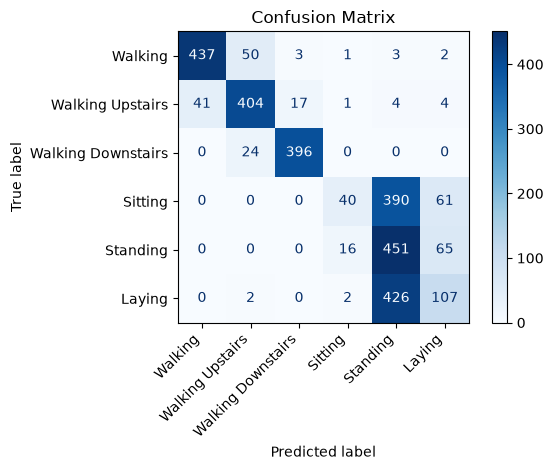 Confusion Matrix
True label
Walking 437 50 3 1 3 2
Walking Upstairs 41 404 17 1 4 4
Walking Downstairs 0 24 396 0 0 0
Sitting 0 0 0 40 390 61
Standing 0 0 0 16 451 65
Laying 0 2 0 2 426 107
Walking
Walking Upstairs
Walking Downstairs
Sitting
Standing
Laying
Predicted label
400
300
200
100
0